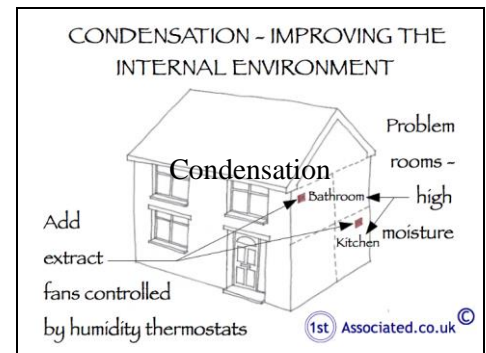 CONDENSATION – IMPROVING THE
INTERNAL ENVIRONMENT
Condensation
Problem
rooms –
high
moisture
Bathroom
Kitchen
Add
extract
fans controlled
by humidity thermostats
1st Associated.co.uk ©